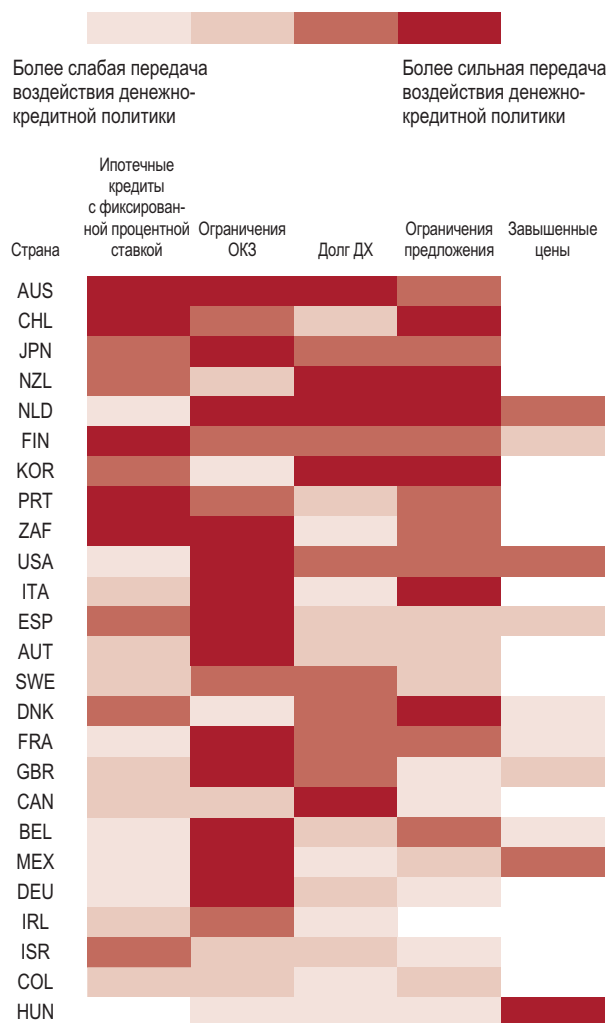 Более слабая передача
воздействия денежно-
кредитной политики
Более сильная передача
воздействия денежно-
кредитной политики
Страна
Ипотечные
кредиты
с фиксирован-
ной процентной
ставкой
Ограничения
ОКЗ
Долг ДХ
Ограничения
предложения
Завышенные
цены
AUS
CHL
JPN
NZL
NLD
FIN
KOR
PRT
ZAF
USA
ITA
ESP
AUT
SWE
DNK
FRA
GBR
CAN
BEL
MEX
DEU
IRL
ISR
COL
HUN